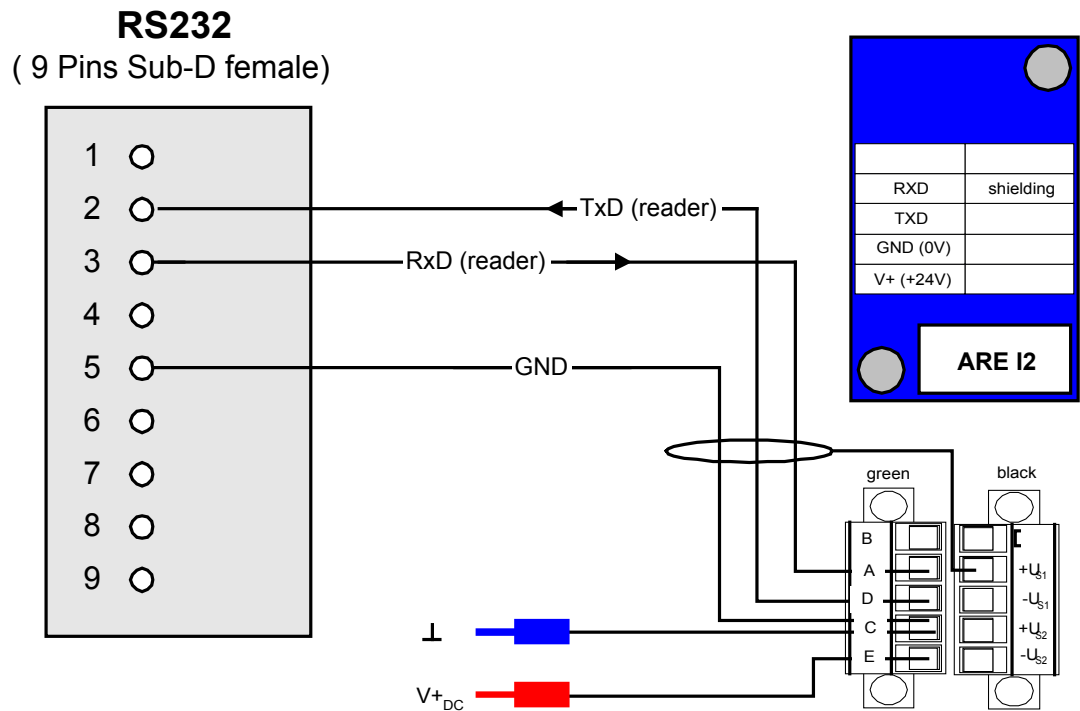 RS232
( 9 Pins Sub-D female)
1
2
3
4
5
6
7
8
9
TxD (reader)
RxD (reader)
GND
RXD shielding
TXD
GND (0V)
V+ (+24V)
ARE I2
green
black
B
A +US1
D -US1
C +US2
E -US2
⊥
V+DC